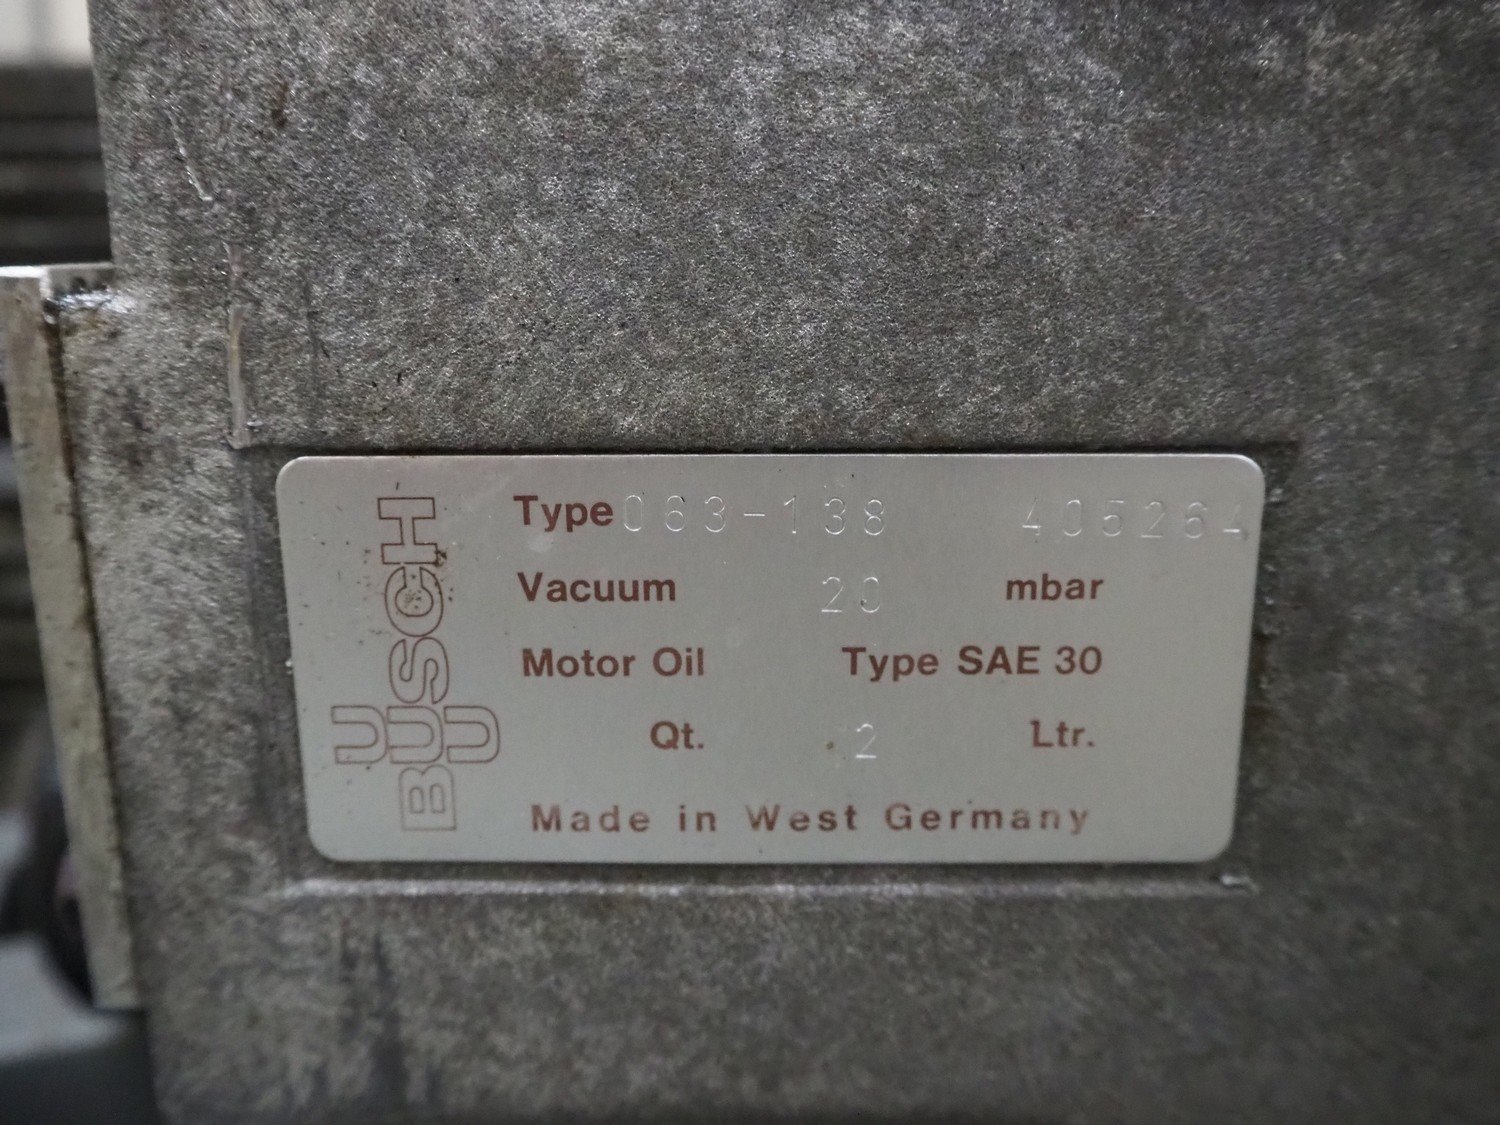 BUSCH
U
U
Type 063-138 405264
Vacuum 20 mbar
Motor Oil Type SAE 30
Qt. 2 Ltr.
Made in West Germany